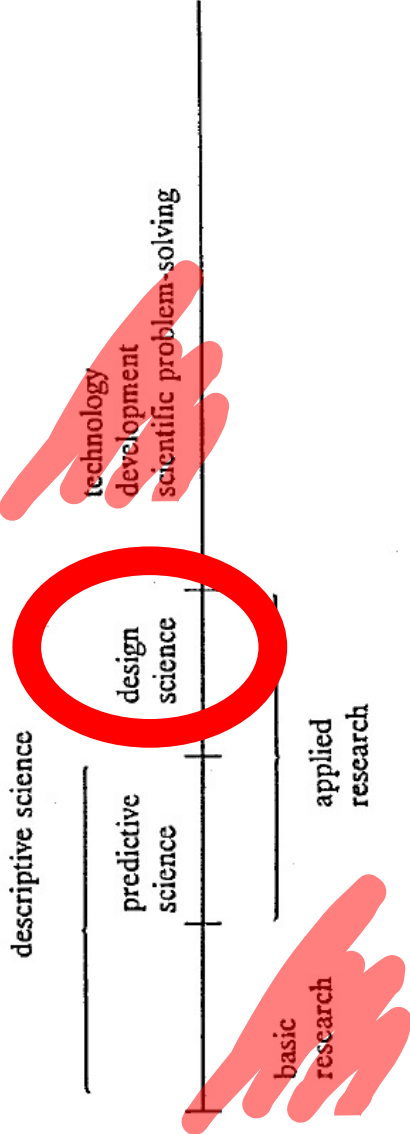 descriptive science
predictive
science
design
science
technology
development
scientific problem-solving
basic
research
applied
research